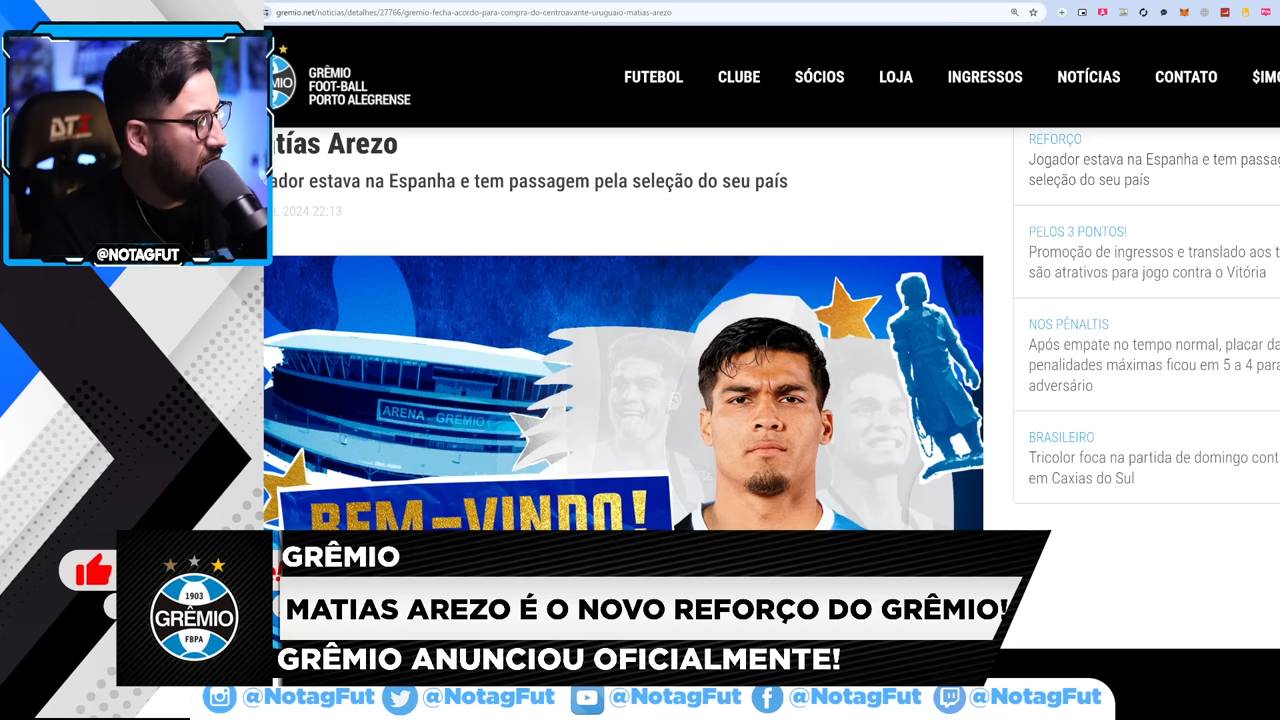 gremio.net/noticias/detalhes/27766/gremio-fecha-acordo-para-compra-do-centroavante-uruguaio-matias-arezo
GRÊMIO
FOOT-BALL
PORTO ALEGRENSE
FUTEBOL CLUBE SÓCIOS LOJA INGRESSOS NOTÍCIAS CONTATO $IMO
tías Arezo
ador estava na Espanha e tem passagem pela seleção do seu país
2024 22:13
REFORÇO
Jogador estava na Espanha e tem passag
seleção do seu país
PELOS 3 PONTOS!
Promoção de ingressos e translado aos t
são atrativos para jogo contra o Vitória
NOS PÊNALTIS
Após empate no tempo normal, placar da
penalidades máximas ficou em 5 a 4 para
adversário
BRASILEIRO
Tricolor foca na partida de domingo cont
em Caxias do Sul
DT3
@NOTAGFUT
ARENA GRÊMIO
BEM-VINDO!
1903
GRÊMIO
FBPA
GRÊMIO
MATIAS AREZO É O NOVO REFORÇO DO GRÊMIO!
GRÊMIO ANUNCIOU OFICIALMENTE!
@NotagFut @NotagFut @NotagFut @NotagFut @NotagFut